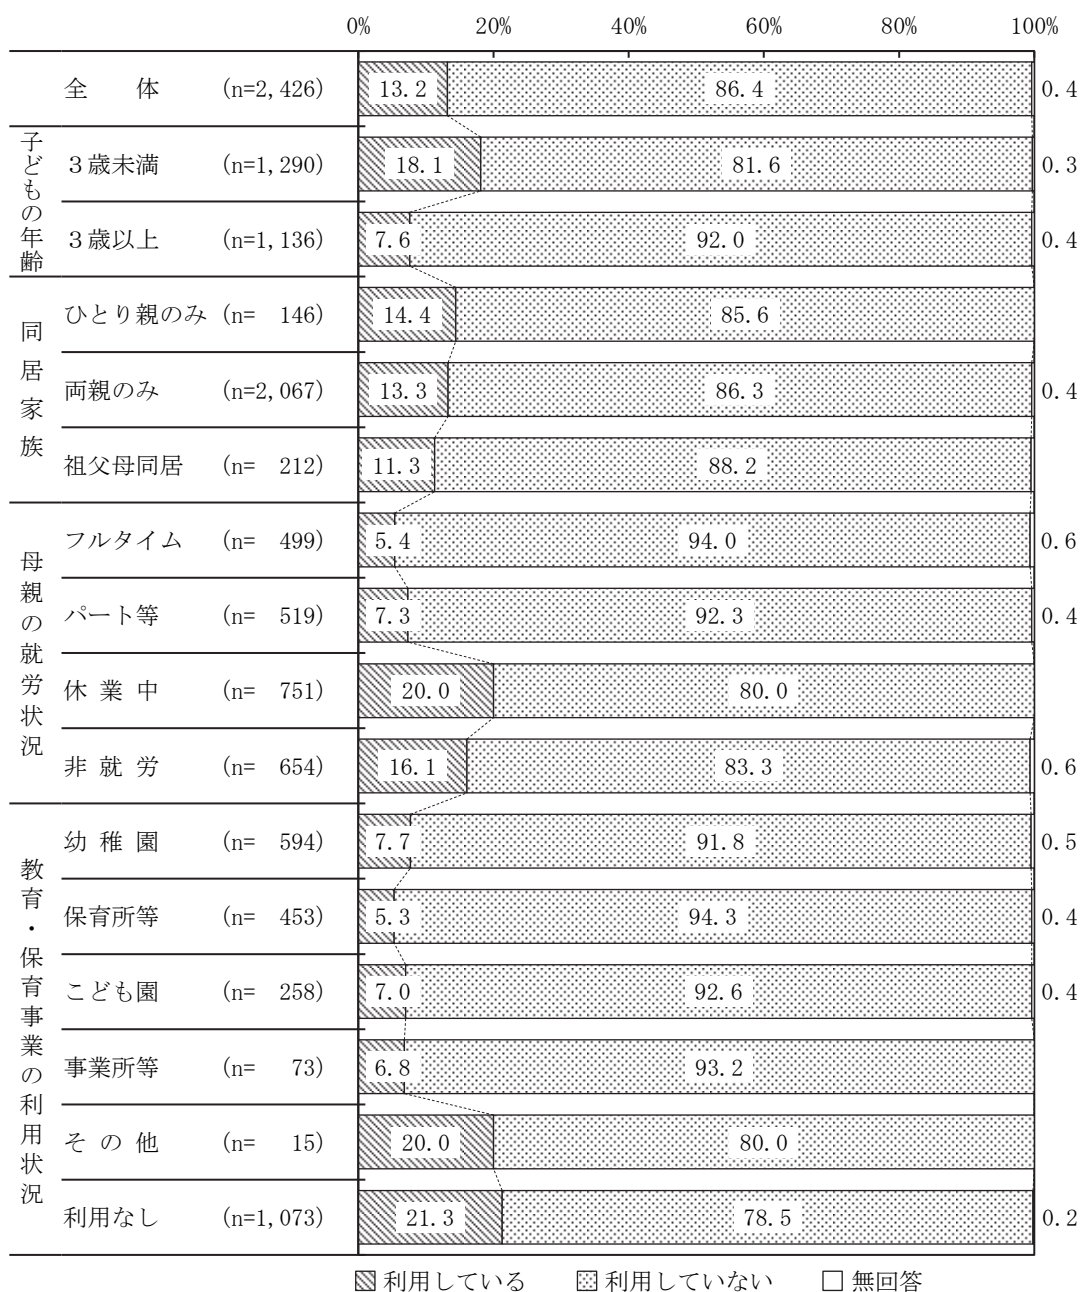 0% 20% 40% 60% 80% 100%
全 体 (n=2,426) 13.2 86.4 0.4
子どもの年齢
３歳未満 (n=1,290) 18.1 81.6 0.3
３歳以上 (n=1,136) 7.6 92.0 0.4
同居家族
ひとり親のみ (n= 146) 14.4 85.6
両親のみ (n=2,067) 13.3 86.3 0.4
祖父母同居 (n= 212) 11.3 88.2
母親の就労状況
フルタイム (n= 499) 5.4 94.0 0.6
パート等 (n= 519) 7.3 92.3 0.4
休 業 中 (n= 751) 20.0 80.0
非 就 労 (n= 654) 16.1 83.3 0.6
教育・保育事業の利用状況
幼 稚 園 (n= 594) 7.7 91.8 0.5
保育所等 (n= 453) 5.3 94.3 0.4
こども園 (n= 258) 7.0 92.6 0.4
事業所等 (n= 73) 6.8 93.2
そ の 他 (n= 15) 20.0 80.0
利用なし (n=1,073) 21.3 78.5 0.2
利用している 利用していない 無回答